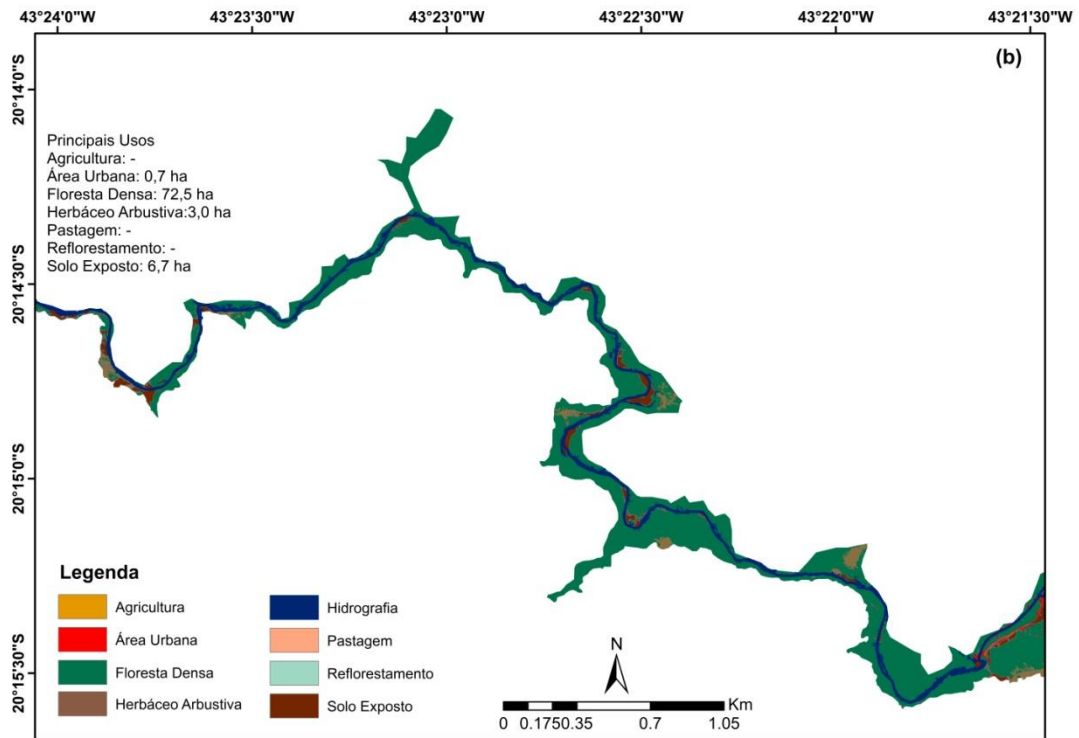 43°24'0"W 43°23'30"W 43°23'0"W 43°22'30"W 43°22'0"W 43°21'30"W
(b)
20°14'0"S
Principais Usos
Agricultura: -
Área Urbana: 0,7 ha
Floresta Densa: 72,5 ha
Herbáceo Arbustiva:3,0 ha
Pastagem: -
Reflorestamento: -
Solo Exposto: 6,7 ha
20°14'30"S
20°15'0"S
20°15'30"S
Legenda
Agricultura
Área Urbana
Floresta Densa
Herbáceo Arbustiva
Hidrografia
Pastagem
Reflorestamento
Solo Exposto
N
Km
0 0.1750.35 0.7 1.05